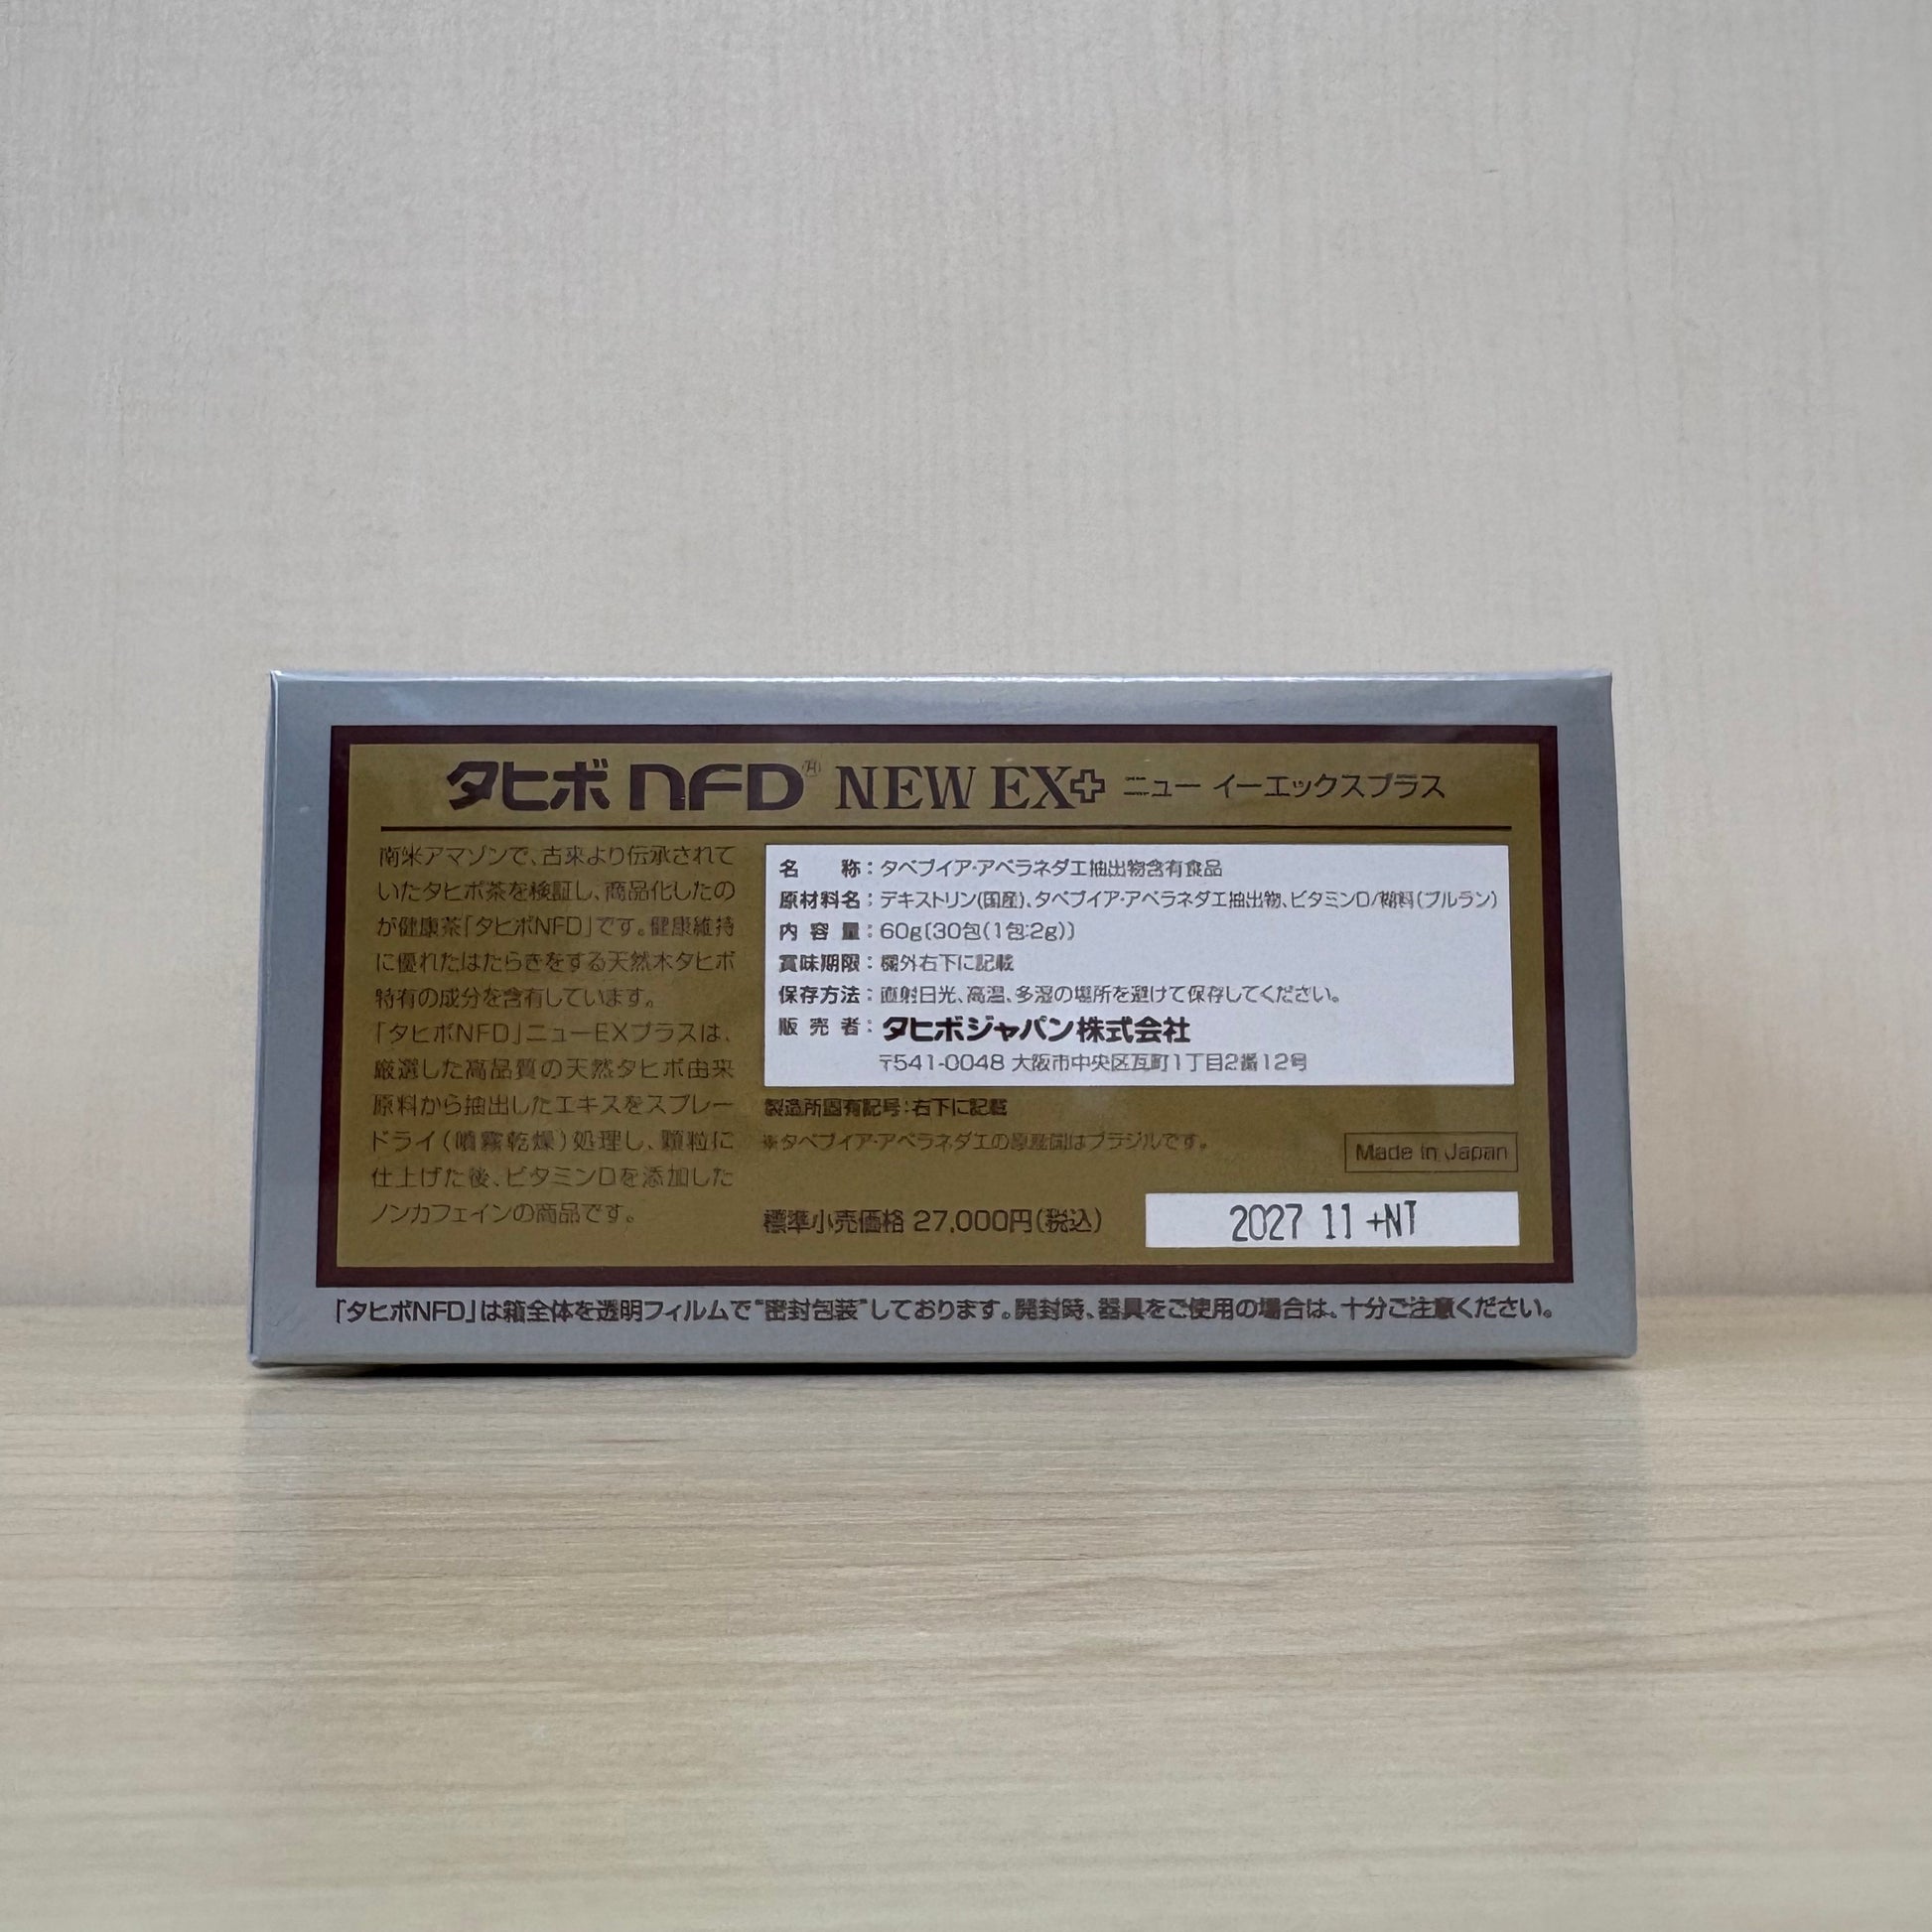 タヒボ NFD® NEW EX+ ニュー イーエックスプラス
南米アマゾンで、古来より伝承されて
いたタヒボ茶を検証し、商品化したの
が健康茶「タヒボNFD」です。健康維持
に優れたはたらきをする天然木タヒボ
特有の成分を含有しています。
「タヒボNFD」ニューEXプラスは、
厳選した高品質の天然タヒボ由来
原料から抽出したエキスをスプレー
ドライ(噴霧乾燥)処理し、顆粒に
仕上げた後、ビタミンDを添加した
ノンカフェインの商品です。
名 称：タベブイア・アベラネダエ抽出物含有食品
原材料名：デキストリン(国産)、タベブイア・アベラネダエ抽出物、ビタミンD/糊料(プルラン)
内 容 量：60g〔30包(1包:2g)〕
賞味期限：欄外右下に記載
保存方法：直射日光、高温、多湿の場所を避けて保存してください。
販 売 者：タヒボジャパン株式会社
〒541-0048 大阪市中央区瓦町1丁目2番12号
製造所固有記号：右下に記載
※タベブイア・アベラネダエの原産国はブラジルです。
Made in Japan
標準小売価格 27,000円(税込)
2027 11 +NT
「タヒボNFD」は箱全体を透明フィルムで"密封包装"しております。開封時、器具をご使用の場合は、十分ご注意ください。